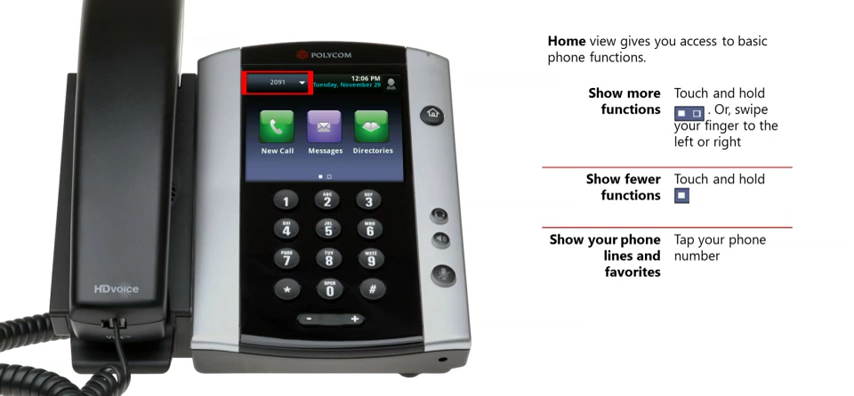 POLYCOM
2091
12:06 PM
Tuesday, November 29
New Call
Messages
Directories
1
2 ABC
3 DEF
4 GHI
5 JKL
6 MNO
7 PQRS
8 TUV
9 WXYZ
*
0 OPER
#
- +
HDvoice
Home view gives you access to basic
phone functions.
Show more
functions
Touch and hold
. Or, swipe
your finger to the
left or right
Show fewer
functions
Touch and hold
Show your phone
lines and
favorites
Tap your phone
number